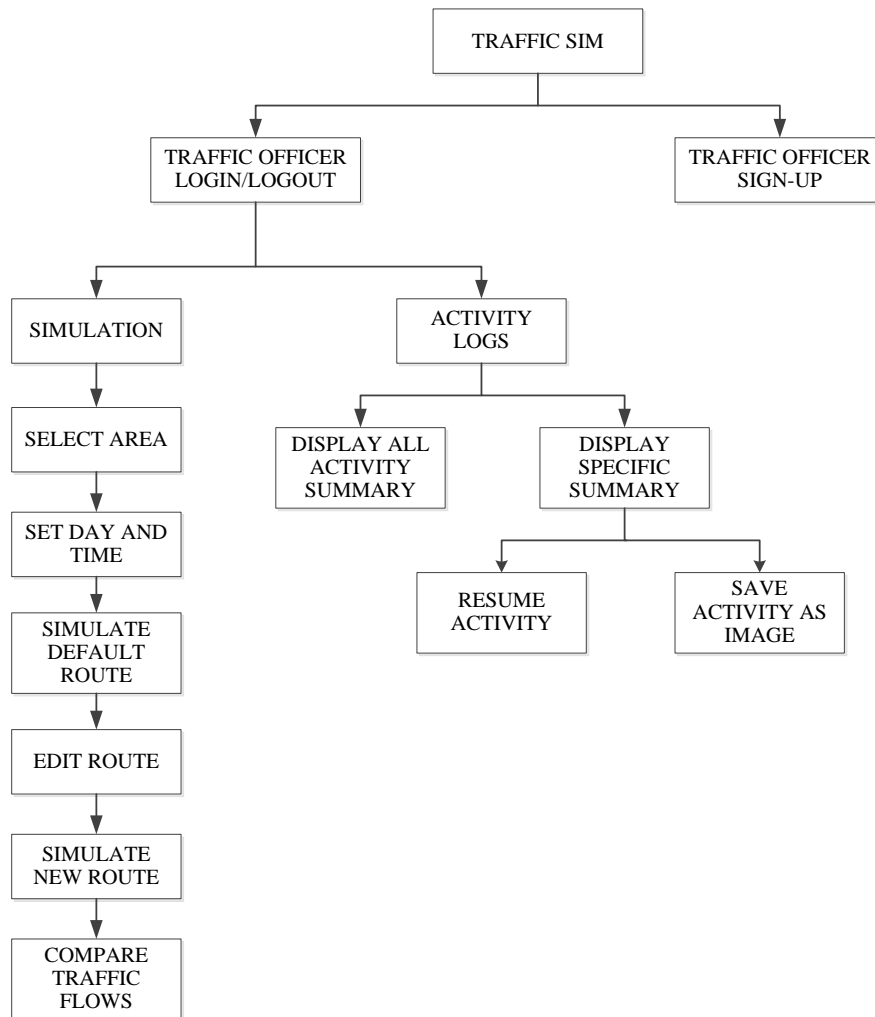 TRAFFIC SIM
TRAFFIC OFFICER
LOGIN/LOGOUT
TRAFFIC OFFICER
SIGN-UP
SIMULATION
ACTIVITY
LOGS
SELECT AREA
DISPLAY ALL
ACTIVITY
SUMMARY
DISPLAY
SPECIFIC
SUMMARY
SET DAY AND
TIME
RESUME
ACTIVITY
SAVE
ACTIVITY AS
IMAGE
SIMULATE
DEFAULT
ROUTE
EDIT ROUTE
SIMULATE
NEW ROUTE
COMPARE
TRAFFIC
FLOWS